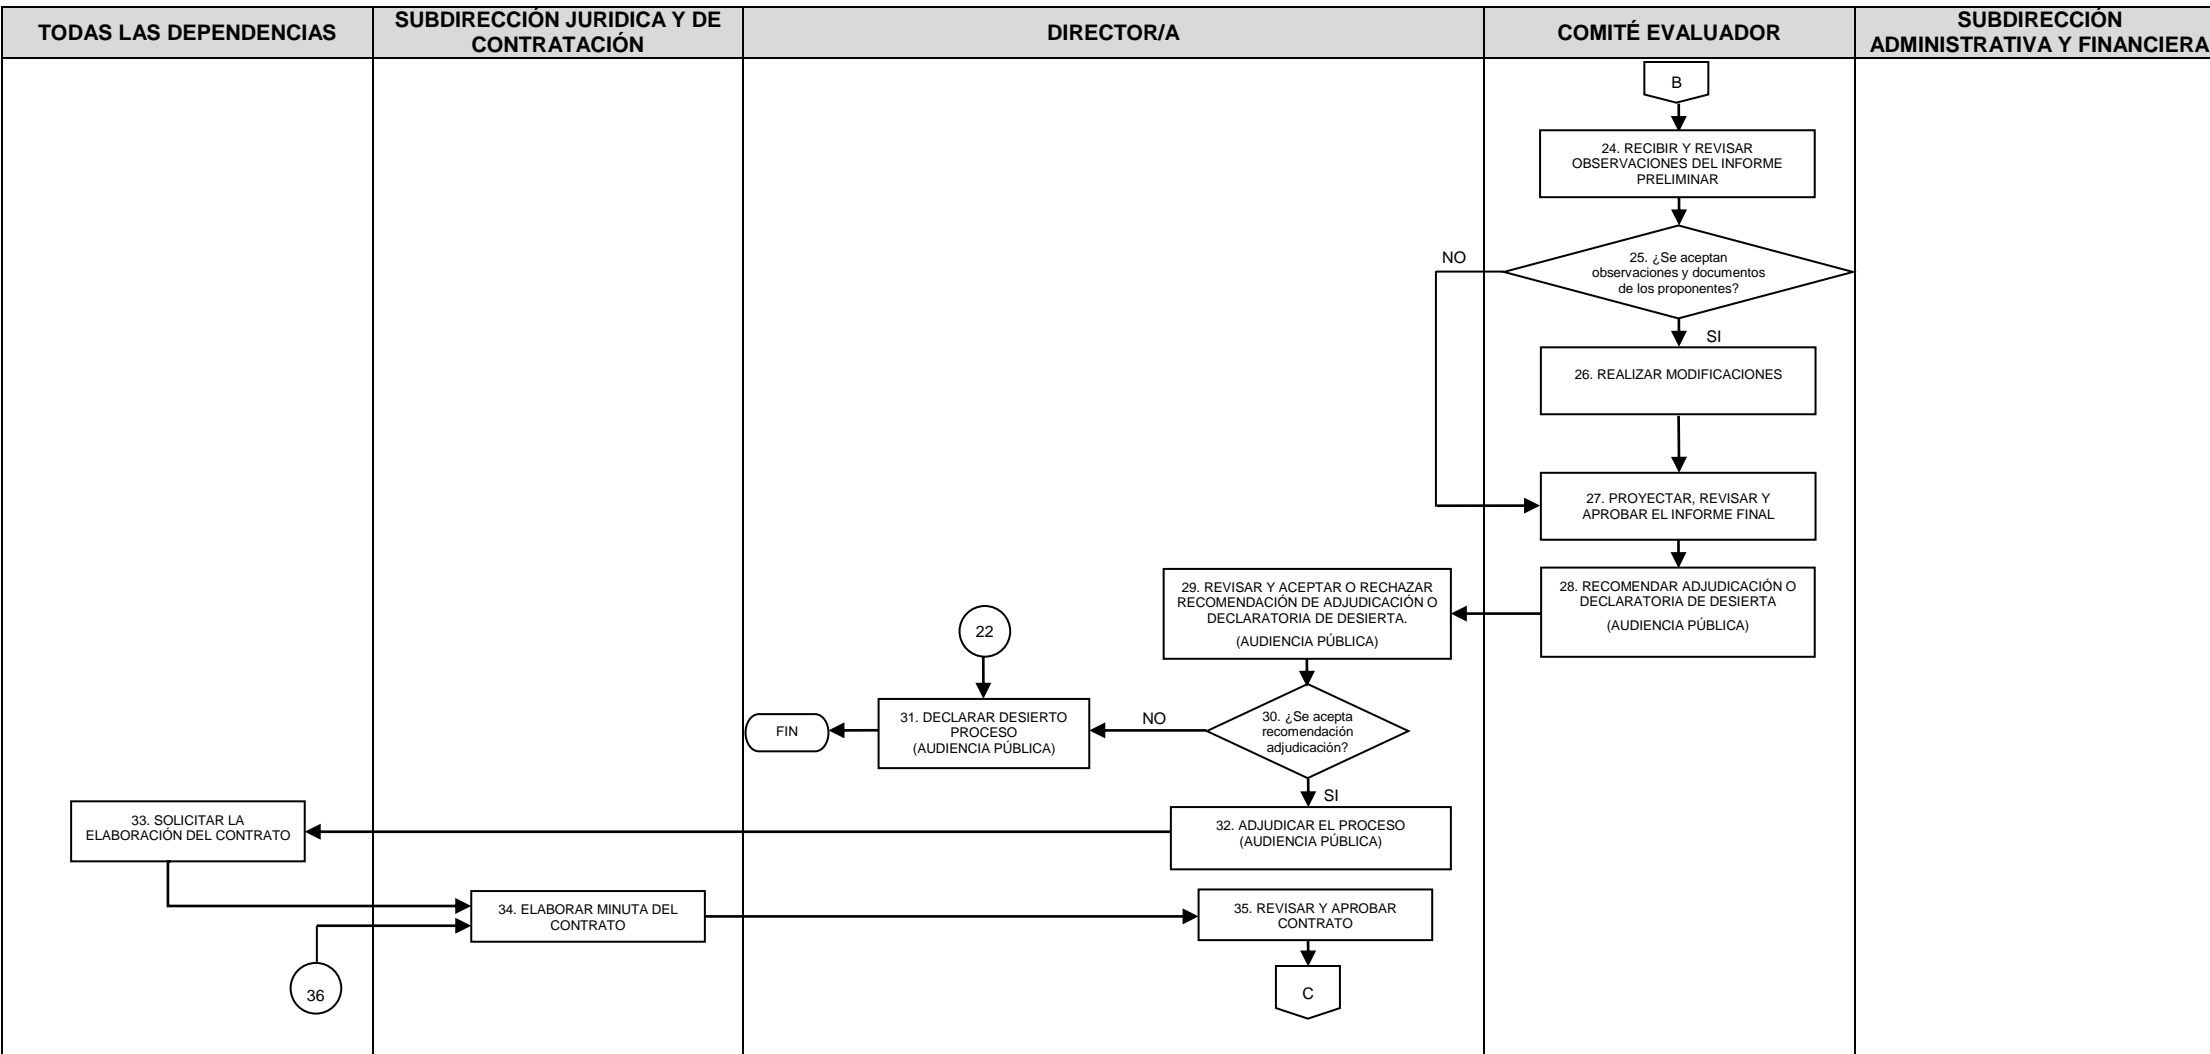 TODAS LAS DEPENDENCIAS
SUBDIRECCIÓN JURIDICA Y DE
CONTRATACIÓN
DIRECTOR/A
COMITÉ EVALUADOR
SUBDIRECCIÓN
ADMINISTRATIVA Y FINANCIERA
B
24. RECIBIR Y REVISAR
OBSERVACIONES DEL INFORME
PRELIMINAR
NO
25. ¿Se aceptan
observaciones y documentos
de los proponentes?
SI
26. REALIZAR MODIFICACIONES
27. PROYECTAR, REVISAR Y
APROBAR EL INFORME FINAL
28. RECOMENDAR ADJUDICACIÓN O
DECLARATORIA DE DESIERTA
(AUDIENCIA PÚBLICA)
29. REVISAR Y ACEPTAR O RECHAZAR
RECOMENDACIÓN DE ADJUDICACIÓN O
DECLARATORIA DE DESIERTA.
(AUDIENCIA PÚBLICA)
22
30. ¿Se acepta
recomendación
adjudicación?
NO
31. DECLARAR DESIERTO
PROCESO
(AUDIENCIA PÚBLICA)
FIN
SI
32. ADJUDICAR EL PROCESO
(AUDIENCIA PÚBLICA)
33. SOLICITAR LA
ELABORACIÓN DEL CONTRATO
34. ELABORAR MINUTA DEL
CONTRATO
35. REVISAR Y APROBAR
CONTRATO
36
C